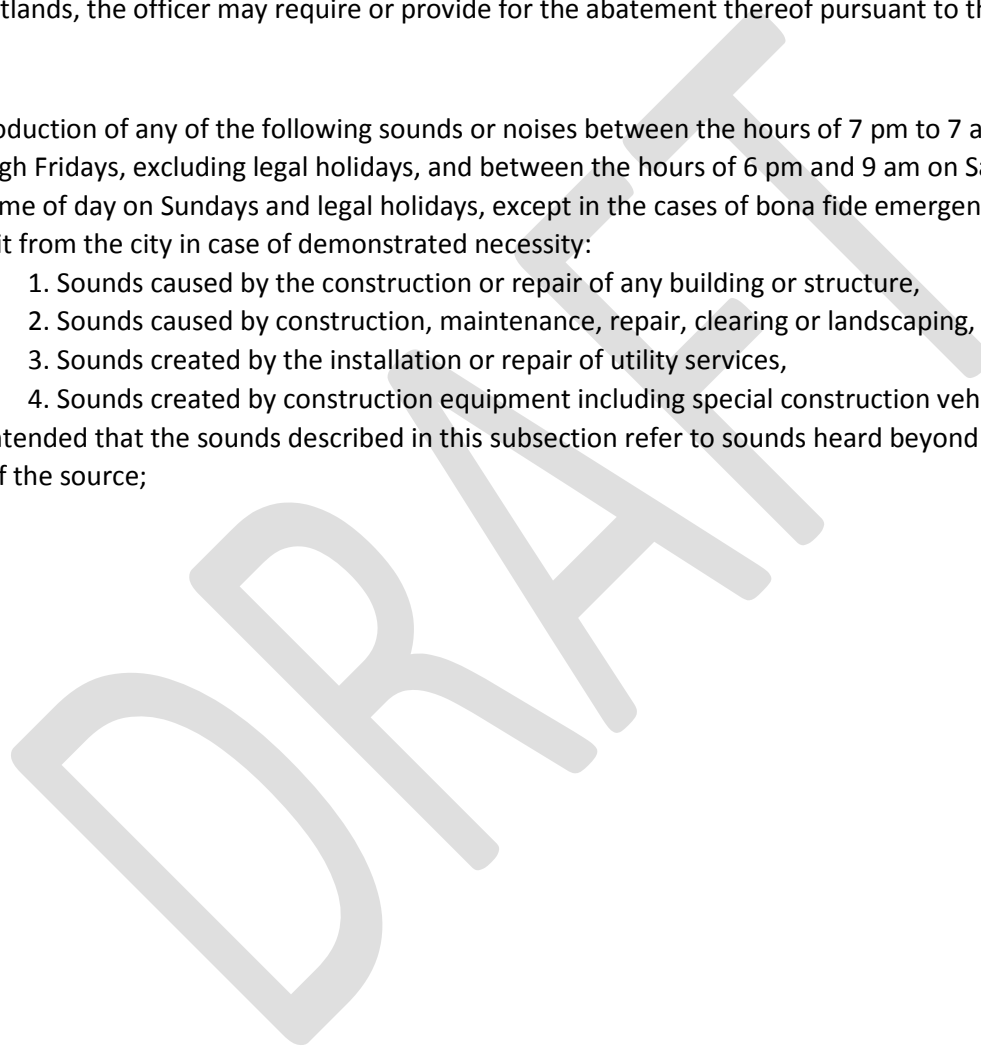 tlands, the officer may require or provide for the abatement thereof pursuant to th
oduction of any of the following sounds or noises between the hours of 7 pm to 7 a
gh Fridays, excluding legal holidays, and between the hours of 6 pm and 9 am on Sa
me of day on Sundays and legal holidays, except in the cases of bona fide emergen
it from the city in case of demonstrated necessity:
1. Sounds caused by the construction or repair of any building or structure,
2. Sounds caused by construction, maintenance, repair, clearing or landscaping,
3. Sounds created by the installation or repair of utility services,
4. Sounds created by construction equipment including special construction veh
ntended that the sounds described in this subsection refer to sounds heard beyond
f the source;
DRAFT